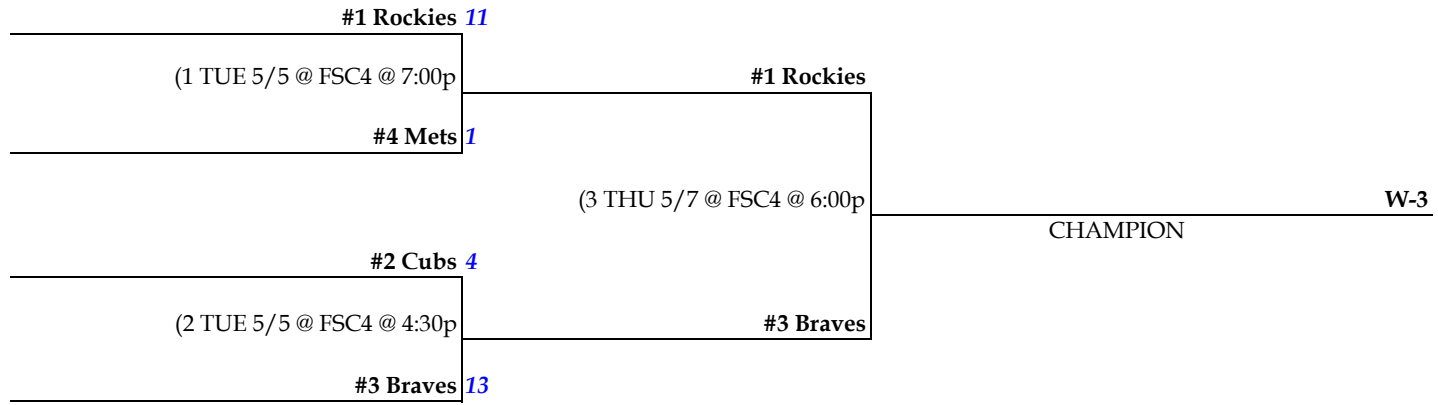 #1 Rockies 11
(1 TUE 5/5 @ FSC4 @ 7:00p
#1 Rockies
#4 Mets 1
(3 THU 5/7 @ FSC4 @ 6:00p
W-3
CHAMPION
#2 Cubs 4
(2 TUE 5/5 @ FSC4 @ 4:30p
#3 Braves
#3 Braves 13